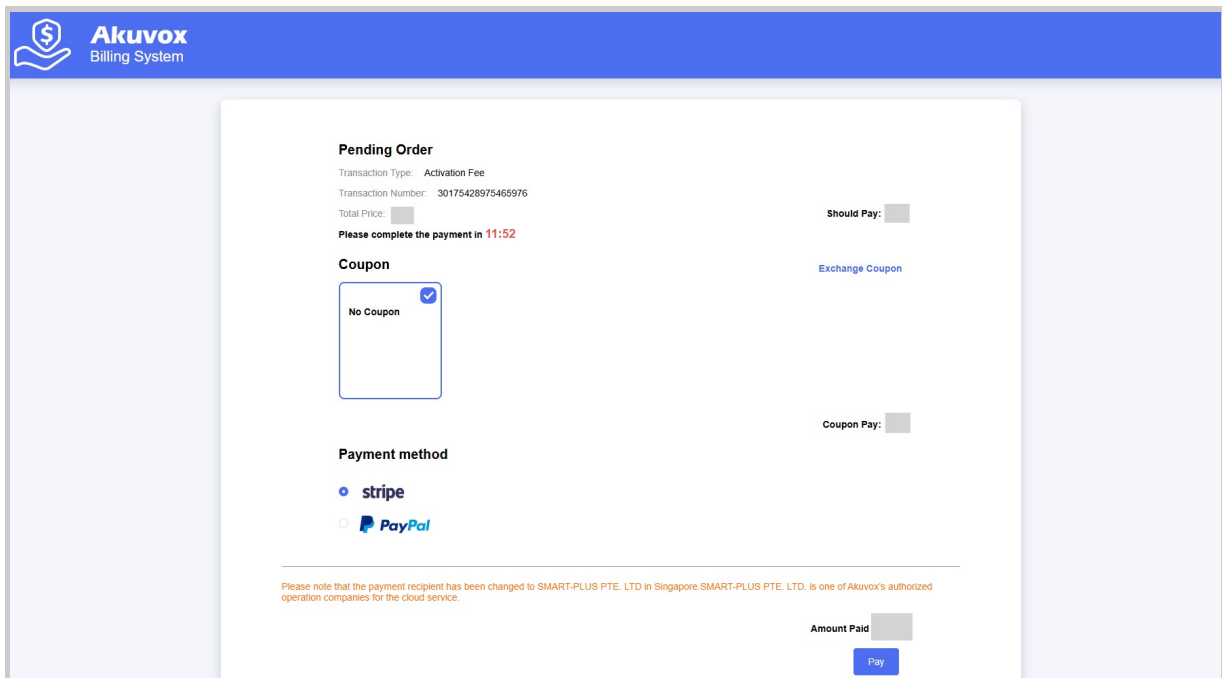 Akuvox
Billing System
Pending Order
Transaction Type: Activation Fee
Transaction Number: 30175428975465976
Total Price:
Should Pay:
Please complete the payment in 11:52
Coupon
Exchange Coupon
No Coupon
Coupon Pay:
Payment method
stripe
PayPal
Please note that the payment recipient has been changed to SMART-PLUS PTE. LTD in Singapore.SMART-PLUS PTE. LTD. is one of Akuvox's authorized
operation companies for the cloud service.
Amount Paid
Pay